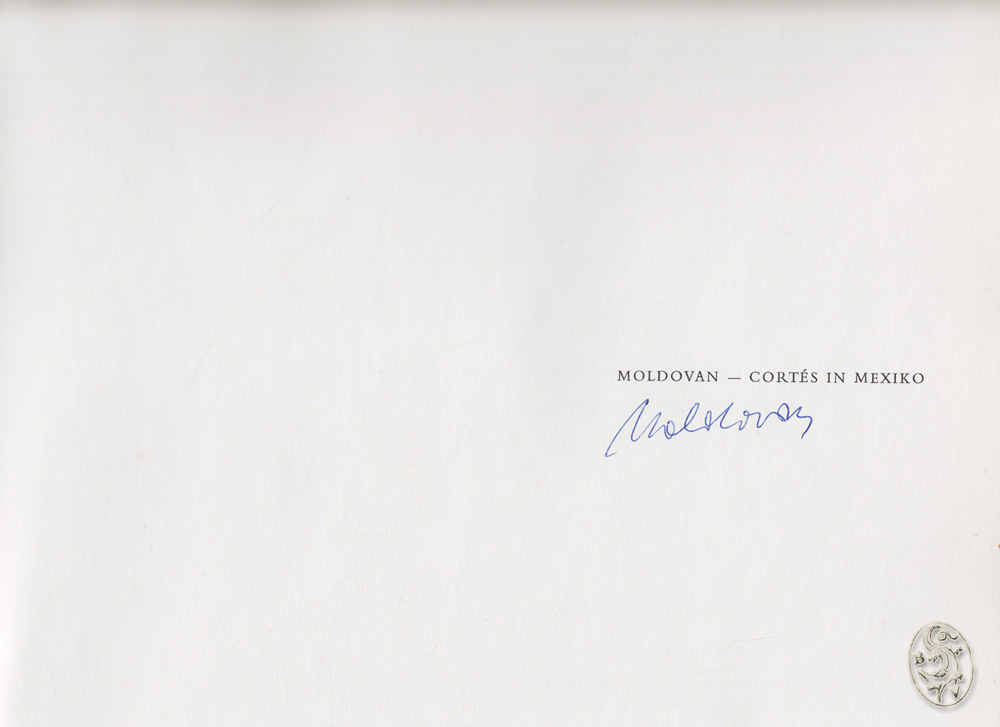 MOLDOVAN — CORTÉS IN MEXIKO
Moldovan